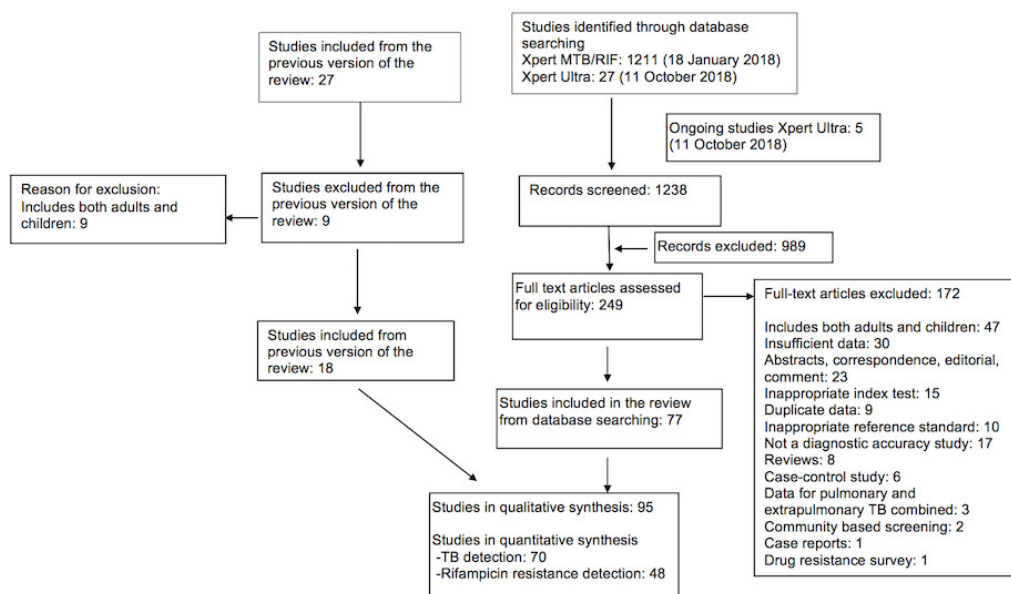 Studies included from the
previous version of the
review: 27
Studies identified through database
searching
Xpert MTB/RIF: 1211 (18 January 2018)
Xpert Ultra: 27 (11 October 2018)
Ongoing studies Xpert Ultra: 5
(11 October 2018)
Reason for exclusion:
Includes both adults and
children: 9
Studies excluded from the
previous version of the
review: 9
Records screened: 1238
Records excluded: 989
Full text articles assessed
for eligibility: 249
Full-text articles excluded: 172
Includes both adults and children: 47
Insufficient data: 30
Abstracts, correspondence, editorial,
comment: 23
Inappropriate index test: 15
Duplicate data: 9
Inappropriate reference standard: 10
Not a diagnostic accuracy study: 17
Reviews: 8
Case-control study: 6
Data for pulmonary and
extrapulmonary TB combined: 3
Community based screening: 2
Case reports: 1
Drug resistance survey: 1
Studies included from
previous version of the
review: 18
Studies included in the review
from database searching: 77
Studies in qualitative synthesis: 95
Studies in quantitative synthesis
-TB detection: 70
-Rifampicin resistance detection: 48